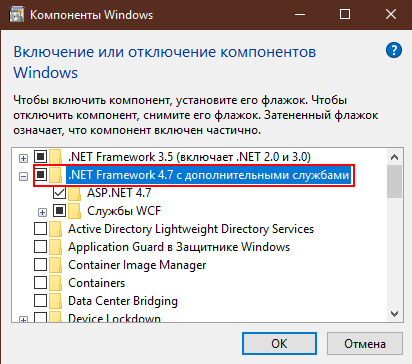 Компоненты Windows
Включение или отключение компонентов
Windows
Чтобы включить компонент, установите его флажок. Чтобы
отключить компонент, снимите его флажок. Затененный флажок
означает, что компонент включен частично.
.NET Framework 3.5 (включает .NET 2.0 и 3.0)
.NET Framework 4.7 с дополнительными службами
ASP.NET 4.7
Службы WCF
Active Directory Lightweight Directory Services
Application Guard в Защитнике Windows
Container Image Manager
Containers
Data Center Bridging
Device Lockdown
ОК
Отмена